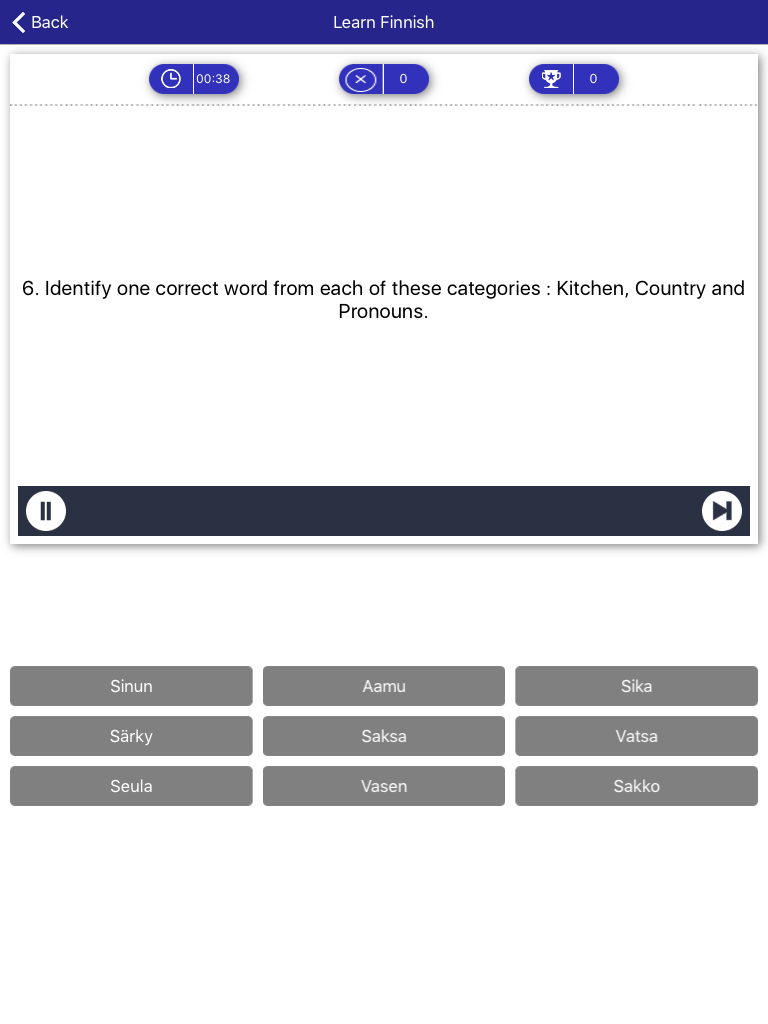 Back
Learn Finnish
00:38
0
0
6. Identify one correct word from each of these categories : Kitchen, Country and
Pronouns.
Sinun
Aamu
Sika
Särky
Saksa
Vatsa
Seula
Vasen
Sakko